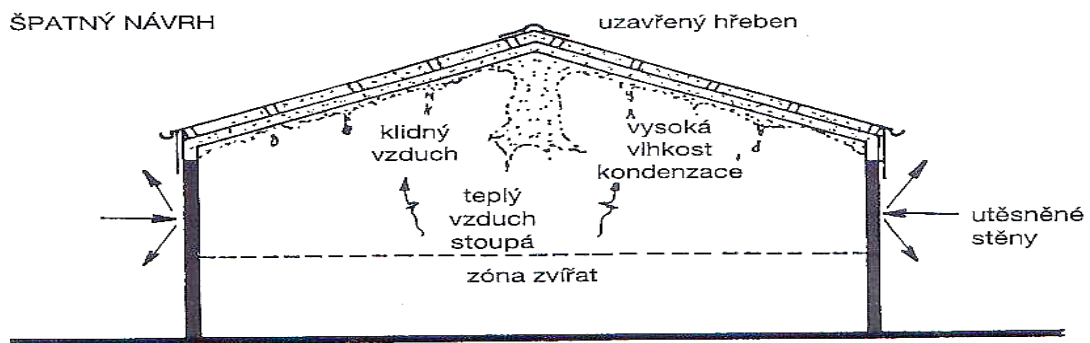 ŠPATNÝ NÁVRH
uzavřený hřeben
klidný
vzduch
vysoká
vlhkost
kondenzace
teplý
vzduch
stoupá
utěsněné
stěny
zóna zvířat